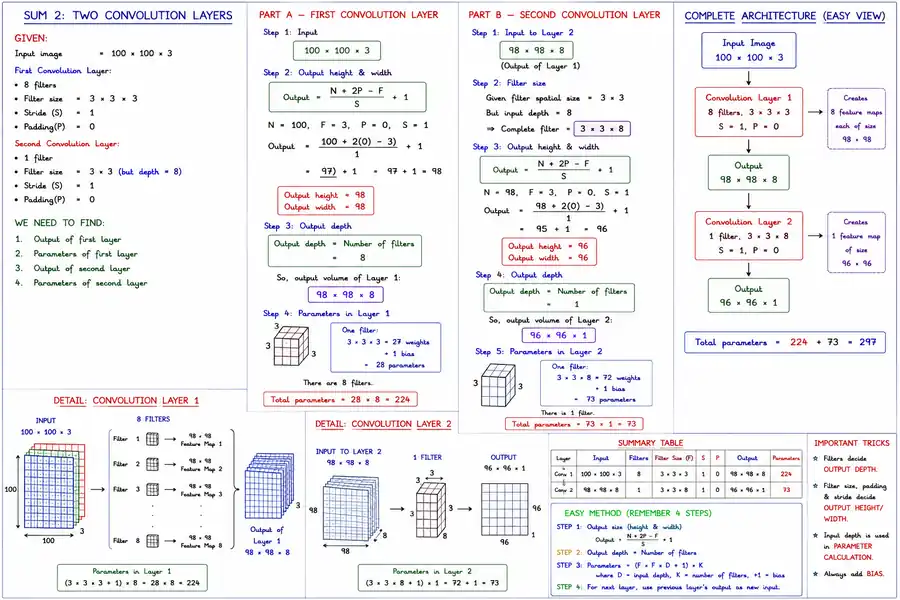 SUM 2: TWO CONVOLUTION LAYERS
GIVEN:
Input image = 100 × 100 × 3
First Convolution Layer:
• 8 filters
• Filter size = 3 × 3 × 3
• Stride (S) = 1
• Padding(P) = 0
Second Convolution Layer:
• 1 filter
• Filter size = 3 × 3 (but depth = 8)
• Stride (S) = 1
• Padding(P) = 0
WE NEED TO FIND:
1. Output of first layer
2. Parameters of first layer
3. Output of second layer
4. Parameters of second layer
PART A – FIRST CONVOLUTION LAYER
Step 1: Input
100 × 100 × 3
Step 2: Output height & width
Output = N + 2P – F / S + 1
N = 100, F = 3, P = 0, S = 1
Output = 100 + 2(0) – 3) / 1 + 1
= 97) + 1 = 97 + 1 = 98
Output height = 98
Output width = 98
Step 3: Output depth
Output depth = Number of filters
= 8
So, output volume of Layer 1:
98 × 98 × 8
Step 4: Parameters in Layer 1
3
3
3
One filter:
3 × 3 × 3 = 27 weights
+ 1 bias
= 28 parameters
There are 8 filters.
Total parameters = 28 × 8 = 224
PART B – SECOND CONVOLUTION LAYER
Step 1: Input to Layer 2
98 × 98 × 8
(Output of Layer 1)
Step 2: Filter size
Given filter spatial size = 3 × 3
But input depth = 8
⇒ Complete filter = 3 × 3 × 8
Step 3: Output height & width
Output = N + 2P – F / S + 1
N = 98, F = 3, P = 0, S = 1
Output = 98 + 2(0) – 3) / 1 + 1
= 95 + 1 = 96
Output height = 96
Output width = 96
Step 4: Output depth
Output depth = Number of filters
= 1
So, output volume of Layer 2:
96 × 96 × 1
Step 5: Parameters in Layer 2
3
3
8
One filter:
3 × 3 × 8 = 72 weights
+ 1 bias
= 73 parameters
There is 1 filter.
Total parameters = 73 × 1 = 73
COMPLETE ARCHITECTURE (EASY VIEW)
Input Image
100 × 100 × 3
Convolution Layer 1
8 filters, 3 × 3 × 3
S = 1, P = 0
Creates
8 feature maps
each of size
98 × 98
Output
98 × 98 × 8
Convolution Layer 2
1 filter, 3 × 3 × 8
S = 1, P = 0
Creates
1 feature map
of size
96 × 96
Output
96 × 96 × 1
Total parameters = 224 + 73 = 297
DETAIL: CONVOLUTION LAYER 1
INPUT
100 × 100 × 3
100
100
3
8 FILTERS
Filter 1 → 98 × 98 Feature Map 1
Filter 2 → 98 × 98 Feature Map 2
Filter 3 → 98 × 98 Feature Map 3
Filter 8 → 98 × 98 Feature Map 8
Output of
Layer 1
98 × 98 × 8
Parameters in Layer 1
(3 × 3 × 3 + 1) × 8 = 28 × 8 = 224
DETAIL: CONVOLUTION LAYER 2
INPUT TO LAYER 2
98 × 98 × 8
98
98
8
1 FILTER
3
3
8
OUTPUT
96 × 96 × 1
96
96
1
Parameters in Layer 2
(3 × 3 × 8 + 1) × 1 = 72 + 1 = 73
SUMMARY TABLE
Layer Input Filters Filter Size (F) S P Output Parameters
Conv 1 100 × 100 × 3 8 3 × 3 × 3 1 0 98 × 98 × 8 224
Conv 2 98 × 98 × 8 1 3 × 3 × 8 1 0 96 × 96 × 1 73
EASY METHOD (REMEMBER 4 STEPS)
STEP 1: Output size (height & width)
Output = N + 2P – F / S + 1
STEP 2: Output depth = Number of filters
STEP 3: Parameters = (F × F × D + 1) × K
where D = input depth, K = number of filters, +1 = bias
STEP 4: For next layer, use previous layer's output as new input.
IMPORTANT TRICKS
☆ Filters decide
OUTPUT DEPTH.
☆ Filter size, padding
& stride decide
OUTPUT HEIGHT/
WIDTH.
☆ Input depth is used
in PARAMETER
CALCULATION.
☆ Always add BIAS.